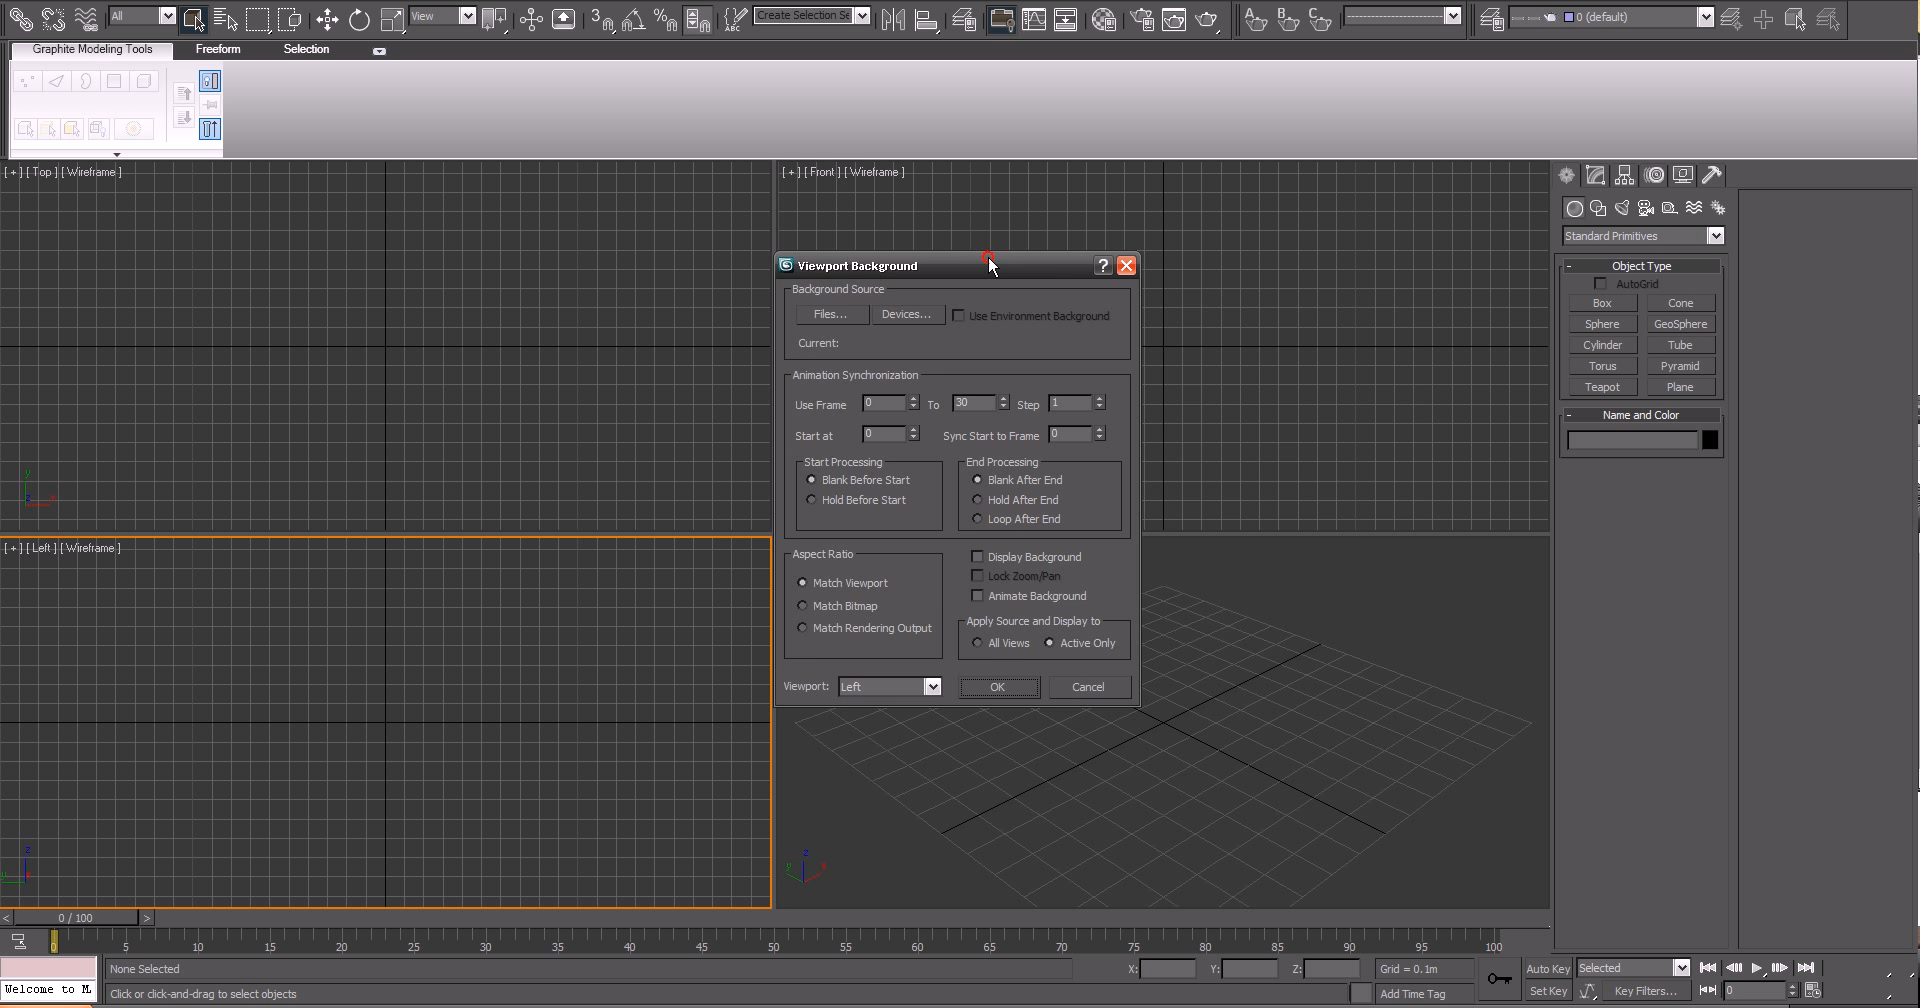 All
View
Create Selection Se
0 (default)
Graphite Modeling Tools
Freeform
Selection
[ + ] [ Top ] [ Wireframe ]
[ + ] [ Front ] [ Wireframe ]
Standard Primitives
Object Type
AutoGrid
Box
Cone
Sphere
GeoSphere
Cylinder
Tube
Torus
Pyramid
Teapot
Plane
Name and Color
Viewport Background
Background Source
Files...
Devices...
Use Environment Background
Current:
Animation Synchronization
Use Frame 0 To 30 Step 1
Start at 0 Sync Start to Frame 0
Start Processing
Blank Before Start
Hold Before Start
End Processing
Blank After End
Hold After End
Loop After End
Aspect Ratio
Match Viewport
Match Bitmap
Match Rendering Output
Display Background
Lock Zoom/Pan
Animate Background
Apply Source and Display to
All Views Active Only
Viewport: Left
OK
Cancel
[ + ] [ Left ] [ Wireframe ]
y
z
x
z
y
x
z
y
x
< 0 / 100 >
0 5 10 15 20 25 30 35 40 45 50 55 60 65 70 75 80 85 90 95 100
None Selected
X: Y: Z:
Grid = 0.1m
Auto Key
Selected
Welcome to M
Click or click-and-drag to select objects
Add Time Tag
Set Key
Key Filters...
0